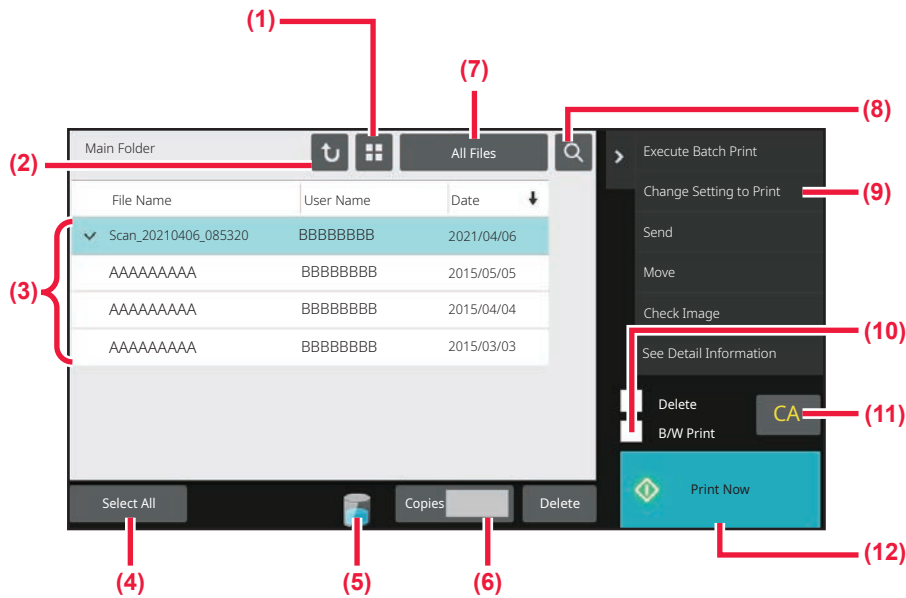 (1)
(7)
(8)
Main Folder
All Files
Execute Batch Print
(2)
Change Setting to Print
(9)
File Name User Name Date
Send
Scan_20210406_085320 BBBBBBBB 2021/04/06
Move
AAAAAAAAA BBBBBBBB 2015/05/05
(3)
AAAAAAAAA BBBBBBBB 2015/04/04
Check Image
(10)
AAAAAAAAA BBBBBBBB 2015/03/03
See Detail Information
Delete
CA
(11)
B/W Print
Select All
Copies
Delete
Print Now
(12)
(4)
(5)
(6)